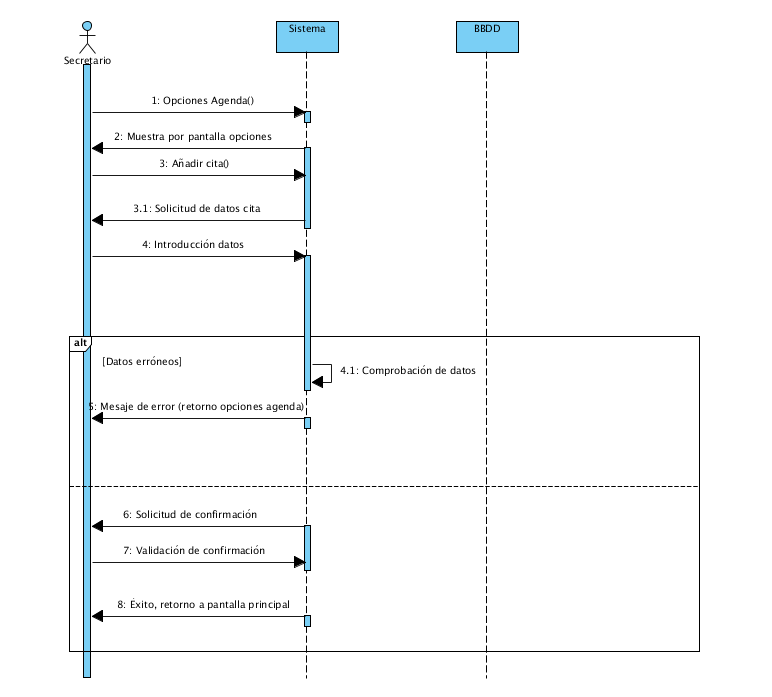 Secretario
Sistema
BBDD
1: Opciones Agenda()
2: Muestra por pantalla opciones
3: Añadir cita()
3.1: Solicitud de datos cita
4: Introducción datos
alt
[Datos erróneos]
4.1: Comprobación de datos
5: Mesaje de error (retorno opciones agenda)
6: Solicitud de confirmación
7: Validación de confirmación
8: Éxito, retorno a pantalla principal